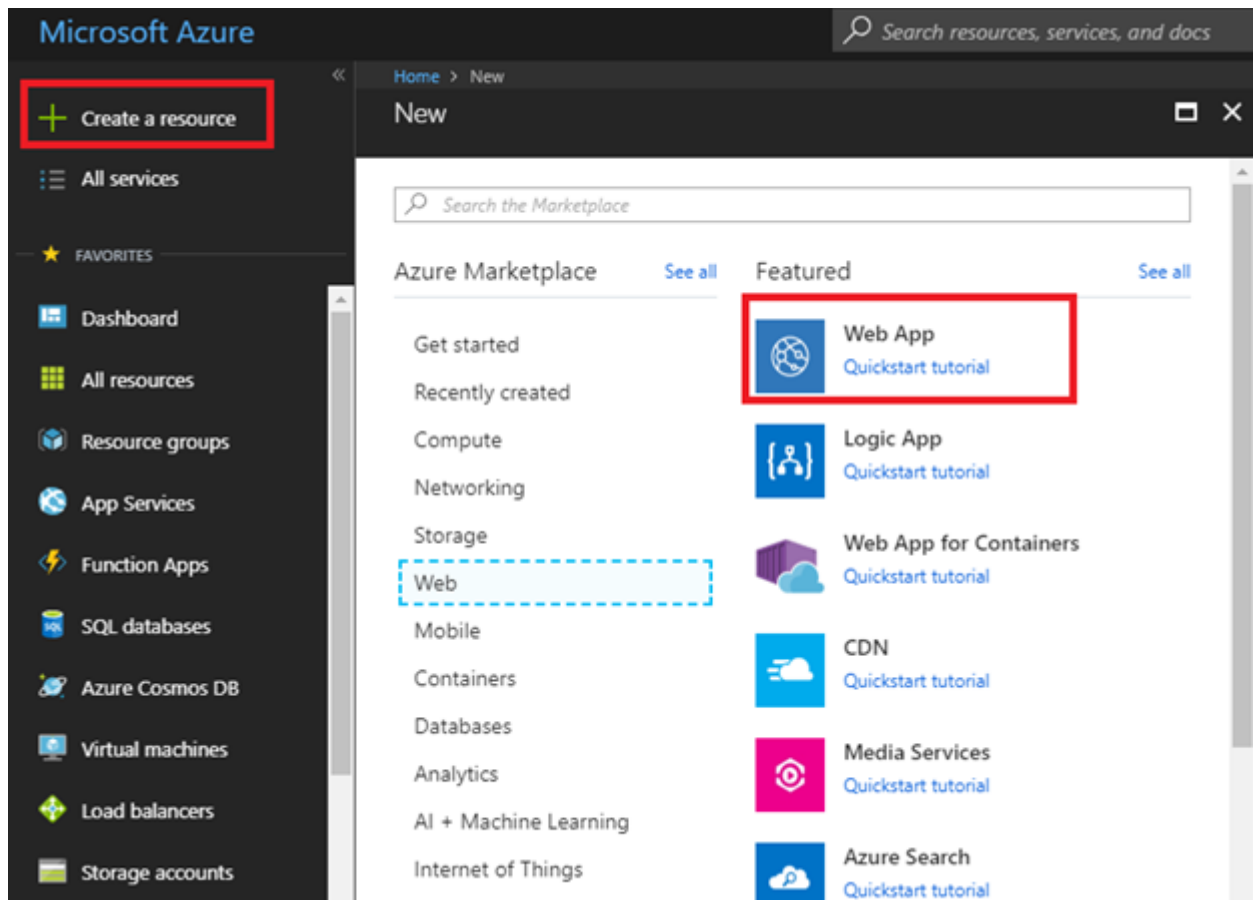 Microsoft Azure
Search resources, services, and docs
«
Create a resource
All services
FAVORITES
Dashboard
All resources
Resource groups
App Services
Function Apps
SQL databases
Azure Cosmos DB
Virtual machines
Load balancers
Storage accounts
Home > New
New
Search the Marketplace
Azure Marketplace See all
Get started
Recently created
Compute
Networking
Storage
Web
Mobile
Containers
Databases
Analytics
AI + Machine Learning
Internet of Things
Featured See all
Web App
Quickstart tutorial
Logic App
Quickstart tutorial
Web App for Containers
Quickstart tutorial
CDN
Quickstart tutorial
Media Services
Quickstart tutorial
Azure Search
Quickstart tutorial